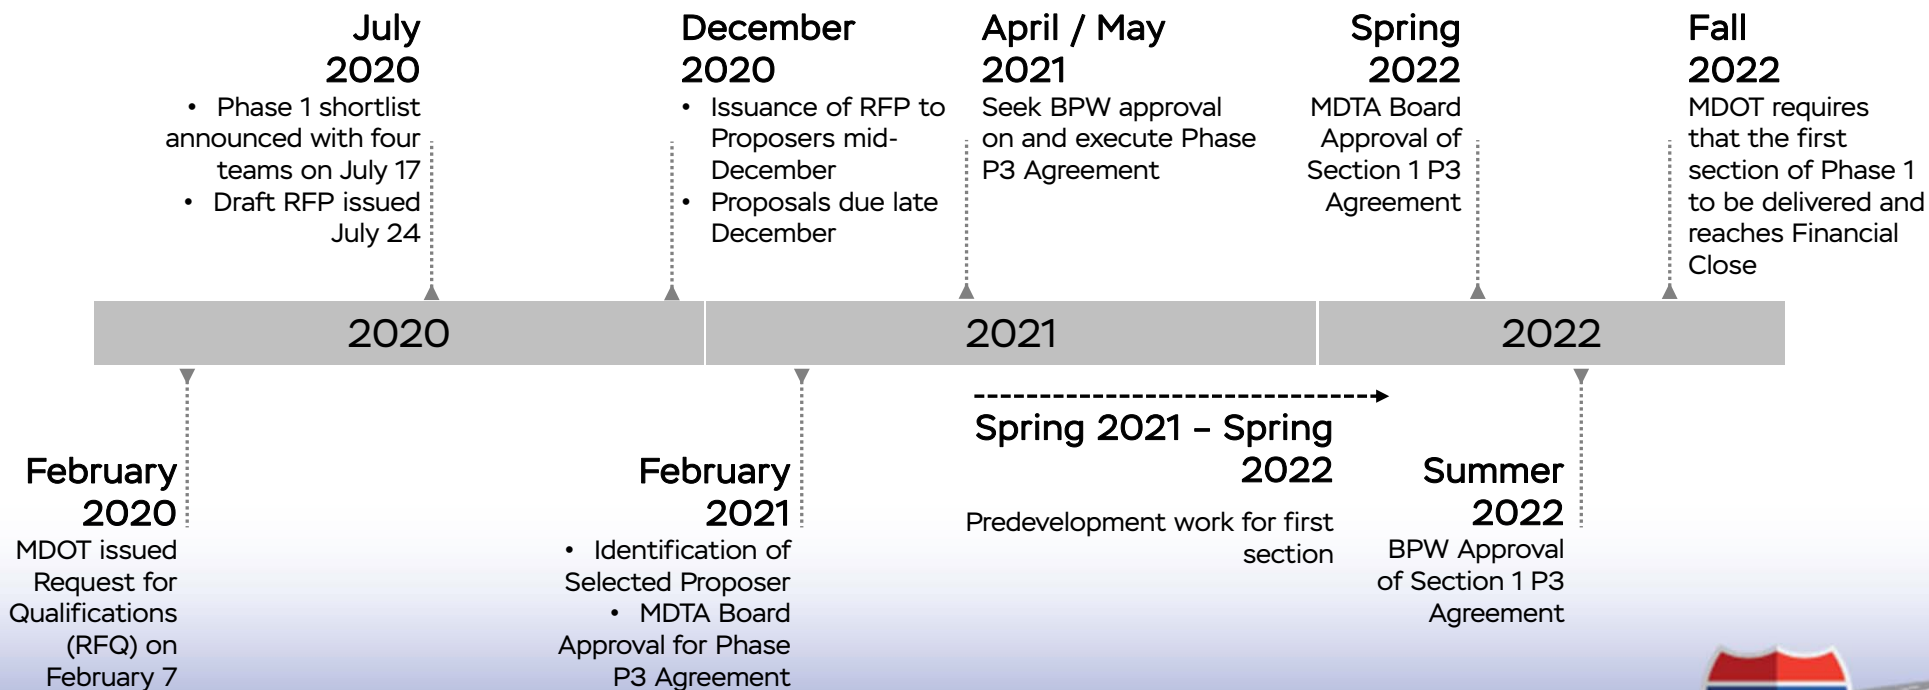 July
2020
• Phase 1 shortlist
announced with four
teams on July 17
• Draft RFP issued
July 24
December
2020
• Issuance of RFP to
Proposers mid-
December
• Proposals due late
December
April / May
2021
Seek BPW approval
on and execute Phase
P3 Agreement
Spring
2022
MDTA Board
Approval of
Section 1 P3
Agreement
Fall
2022
MDOT requires
that the first
section of Phase 1
to be delivered and
reaches Financial
Close
2020
2021
2022
February
2020
MDOT issued
Request for
Qualifications
(RFQ) on
February 7
February
2021
• Identification of
Selected Proposer
• MDTA Board
Approval for Phase
P3 Agreement
Spring 2021 – Spring
2022
Predevelopment work for first
section
Summer
2022
BPW Approval
of Section 1 P3
Agreement